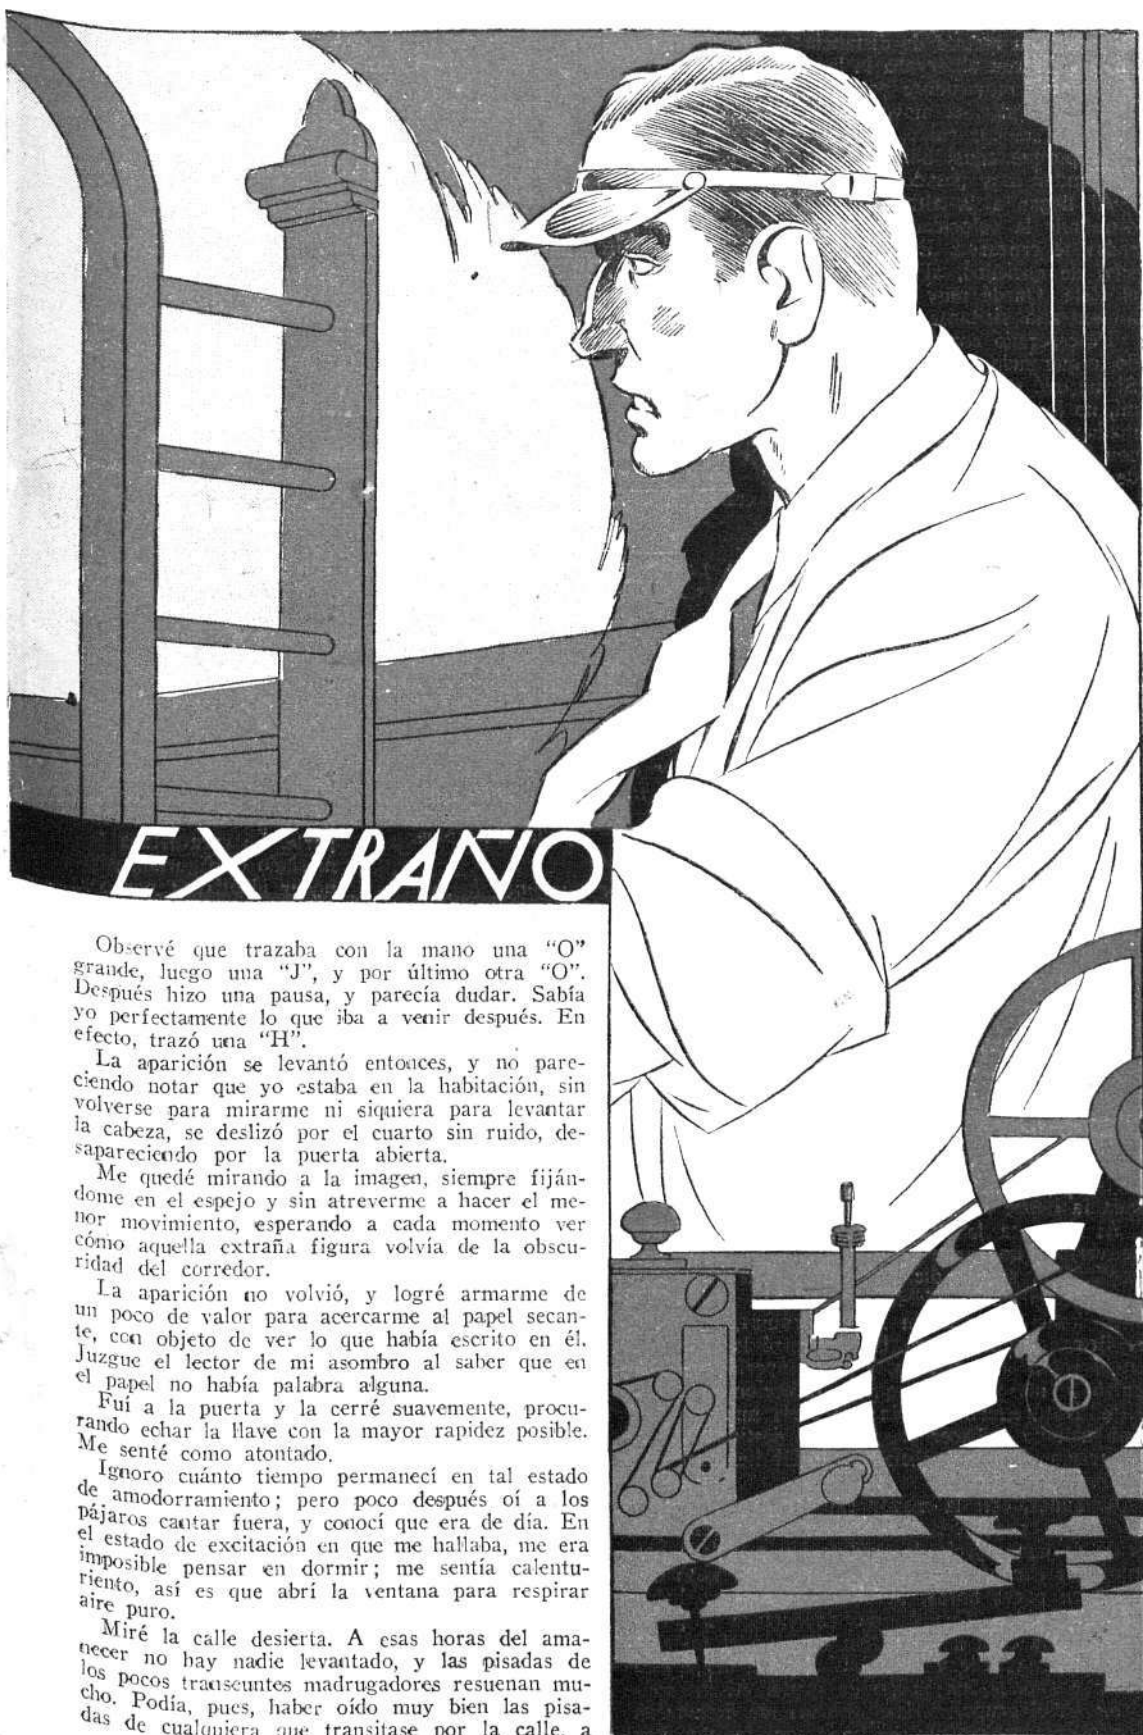 EXTRAÑO
Observé que trazaba con la mano una “O”
grande, luego una “J”, y por último otra “O”.
Después hizo una pausa, y parecía dudar. Sabía
yo perfectamente lo que iba a venir después. En
efecto, trazó una “H”.
La aparición se levantó entonces, y no pare-
ciendo notar que yo estaba en la habitación, sin
volverse para mirarme ni siquiera para levantar
la cabeza, se deslizó por el cuarto sin ruido, de-
sapareciendo por la puerta abierta.
Me quedé mirando a la imagen, siempre fiján-
dome en el espejo y sin atreverme a hacer el me-
nor movimiento, esperando a cada momento ver
cómo aquella extraña figura volvía de la obscu-
ridad del corredor.
La aparición no volvió, y logré armarme de
un poco de valor para acercarme al papel secan-
te, con objeto de ver lo que había escrito en él.
Juzgue el lector de mi asombro al saber que en
el papel no había palabra alguna.
Fuí a la puerta y la cerré suavemente, procu-
rando echar la llave con la mayor rapidez posible.
Me senté como atontado.
Ignoro cuánto tiempo permanecí en tal estado
de amodorramiento; pero poco después oí a los
pájaros cantar fuera, y conocí que era de día. En
el estado de excitación en que me hallaba, me era
imposible pensar en dormir; me sentía calentu-
riento, así es que abrí la ventana para respirar
aire puro.
Miré la calle desierta. A esas horas del ama-
necer no hay nadie levantado, y las pisadas de
los pocos transeuntes madrugadores resuenan mu-
cho. Podía, pues, haber oído muy bien las pisa-
das de cualquiera que transitase por la calle, a